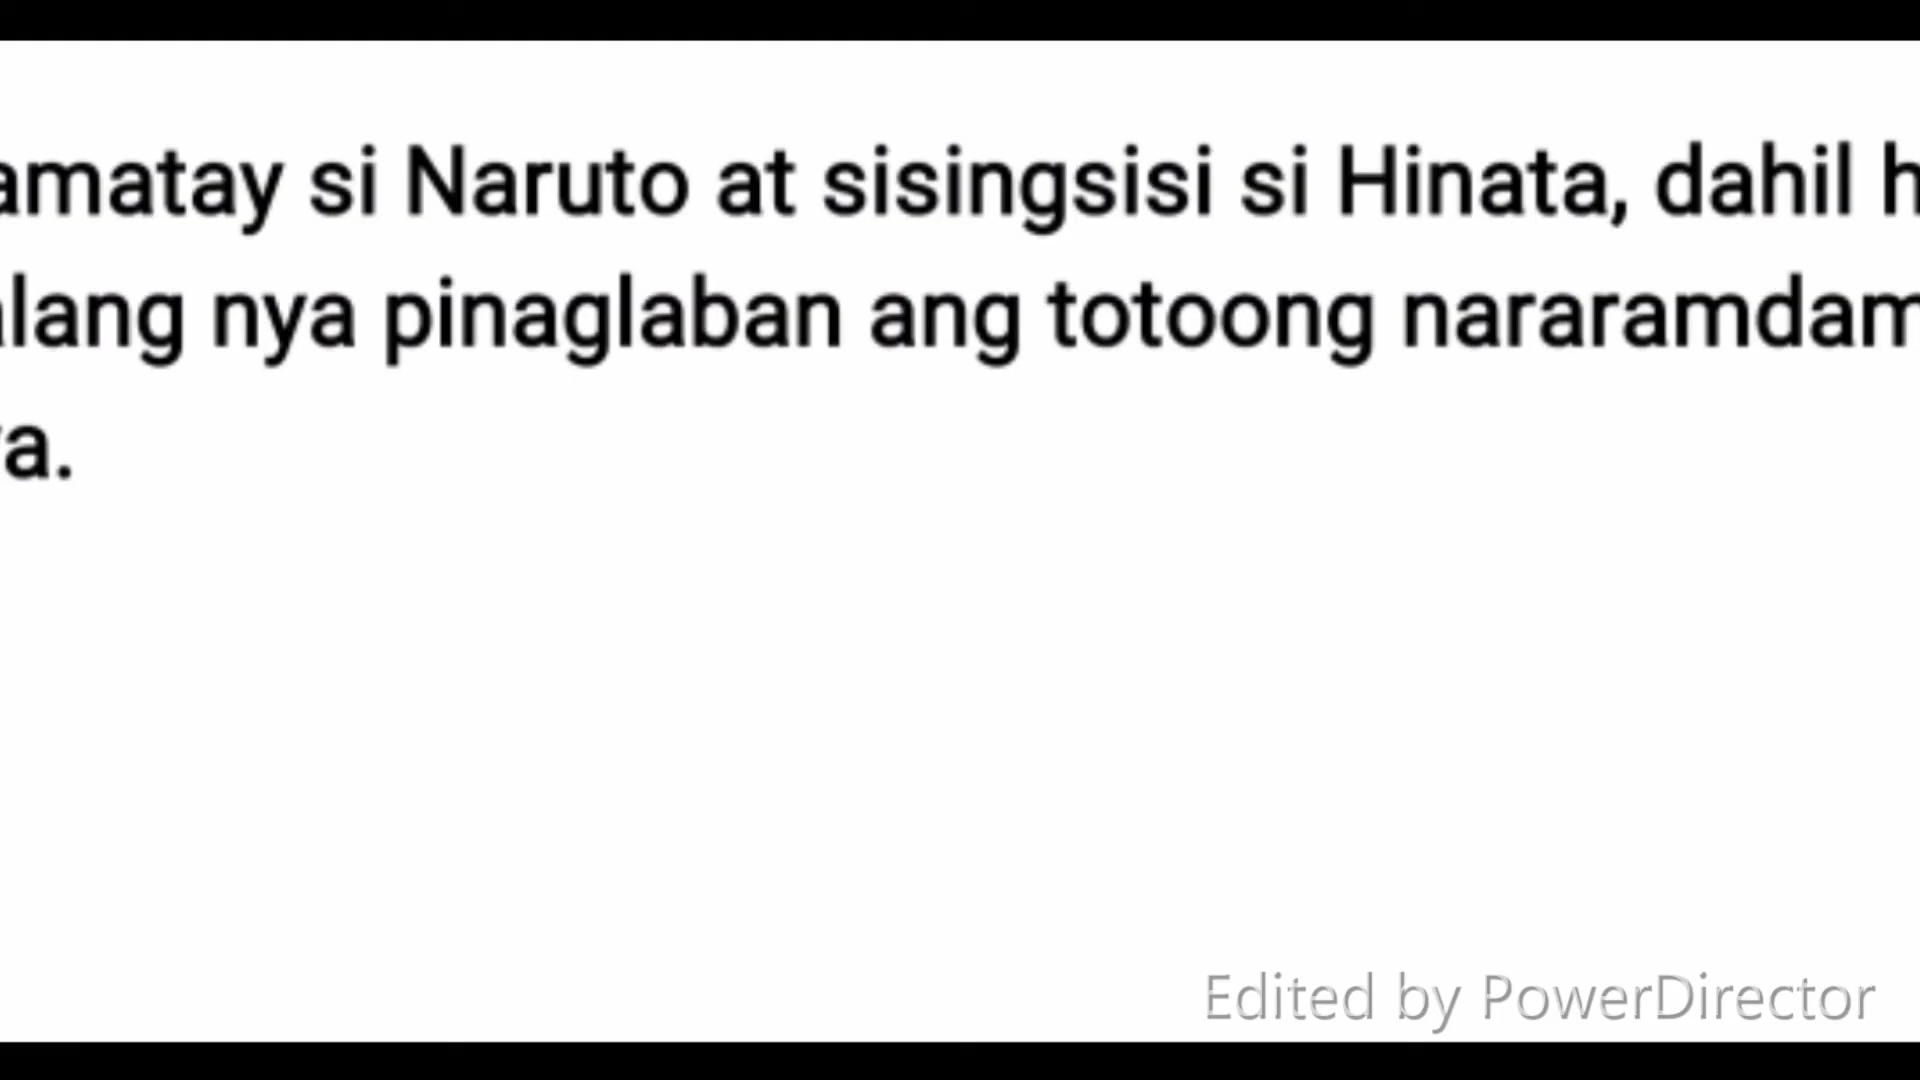 amatay si Naruto at sisingsisi si Hinata, dahil h
lang nya pinaglaban ang totoong nararamdam
a.
Edited by PowerDirector